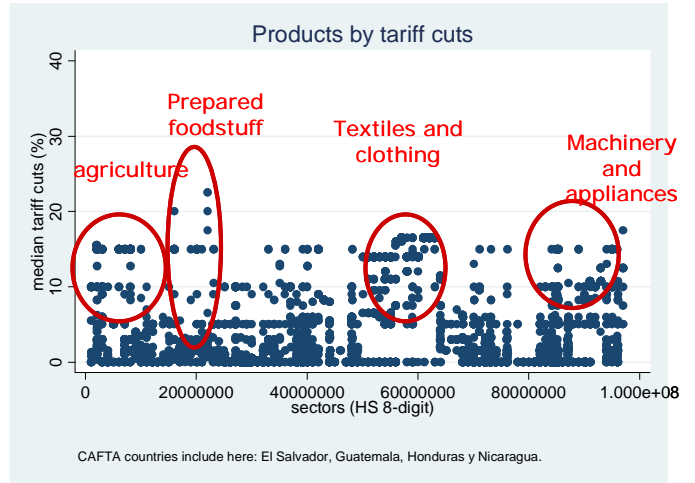 Products by tariff cuts
40
30
20
10
0
median tariff cuts (%)
Prepared
foodstuff
agriculture
Textiles and
clothing
Machinery
and
appliances
0 20000000 40000000 60000000 80000000 1.000e+08
sectors (HS 8-digit)
CAFTA countries include here: El Salvador, Guatemala, Honduras y Nicaragua.